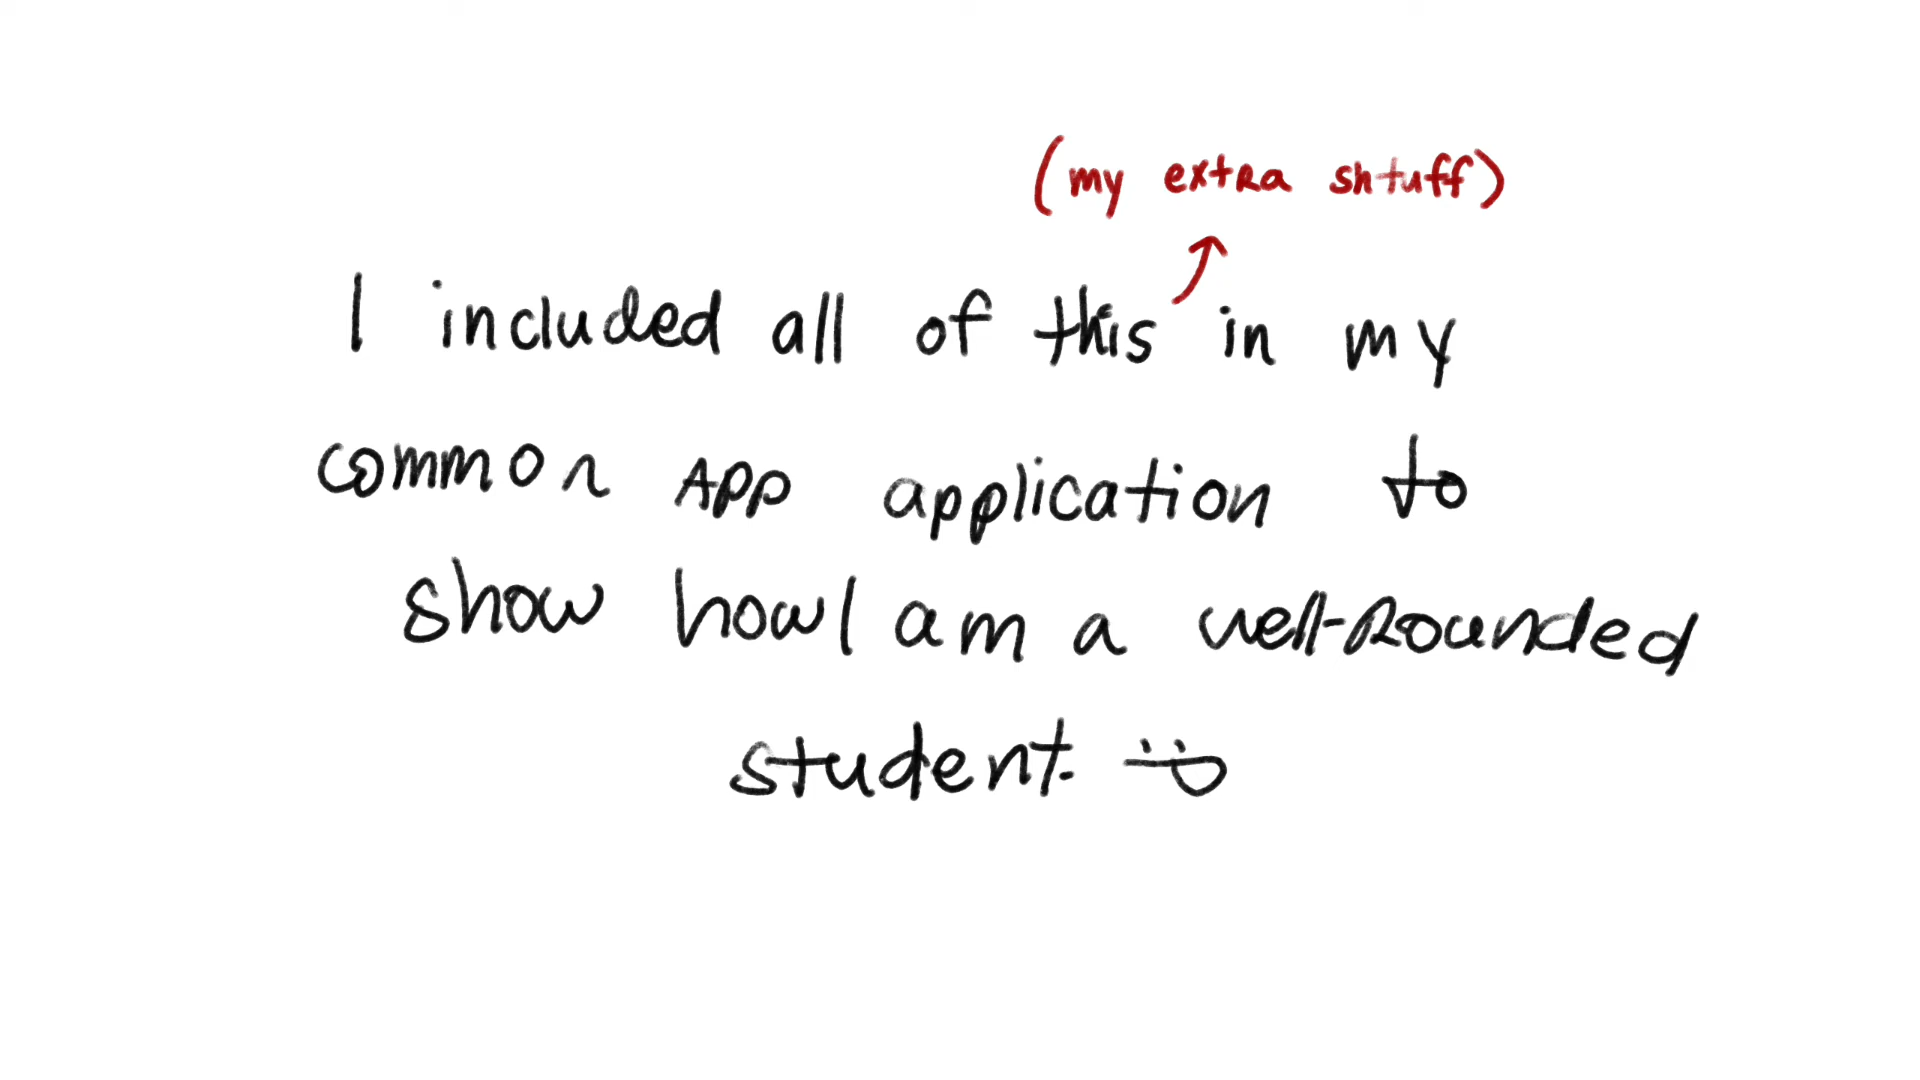 (my extra shtuff)
I included all of this in my
common App application to
show how I am a well-rounded
student. :D